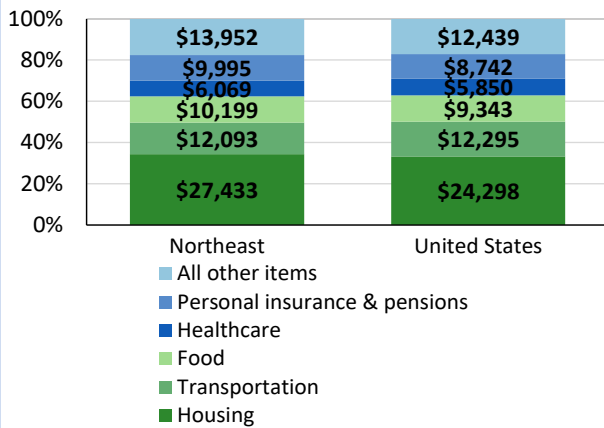 100%
80%
60%
40%
20%
0%
$13,952
$9,995
$6,069
$10,199
$12,093
$27,433
$12,439
$8,742
$5,850
$9,343
$12,295
$24,298
Northeast United States
All other items
Personal insurance & pensions
Healthcare
Food
Transportation
Housing